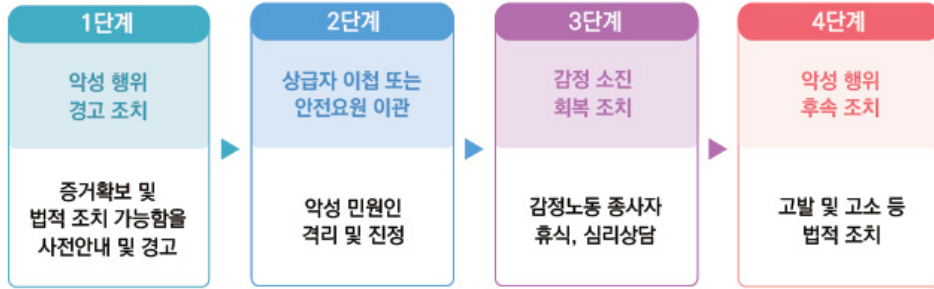 1단계
악성 행위
경고 조치
증거확보 및
법적 조치 가능함을
사전안내 및 경고
2단계
상급자 이첩 또는
안전요원 이관
악성 민원인
격리 및 진정
3단계
감정 소진
회복 조치
감정노동 종사자
휴식, 심리상담
4단계
악성 행위
후속 조치
고발 및 고소 등
법적 조치